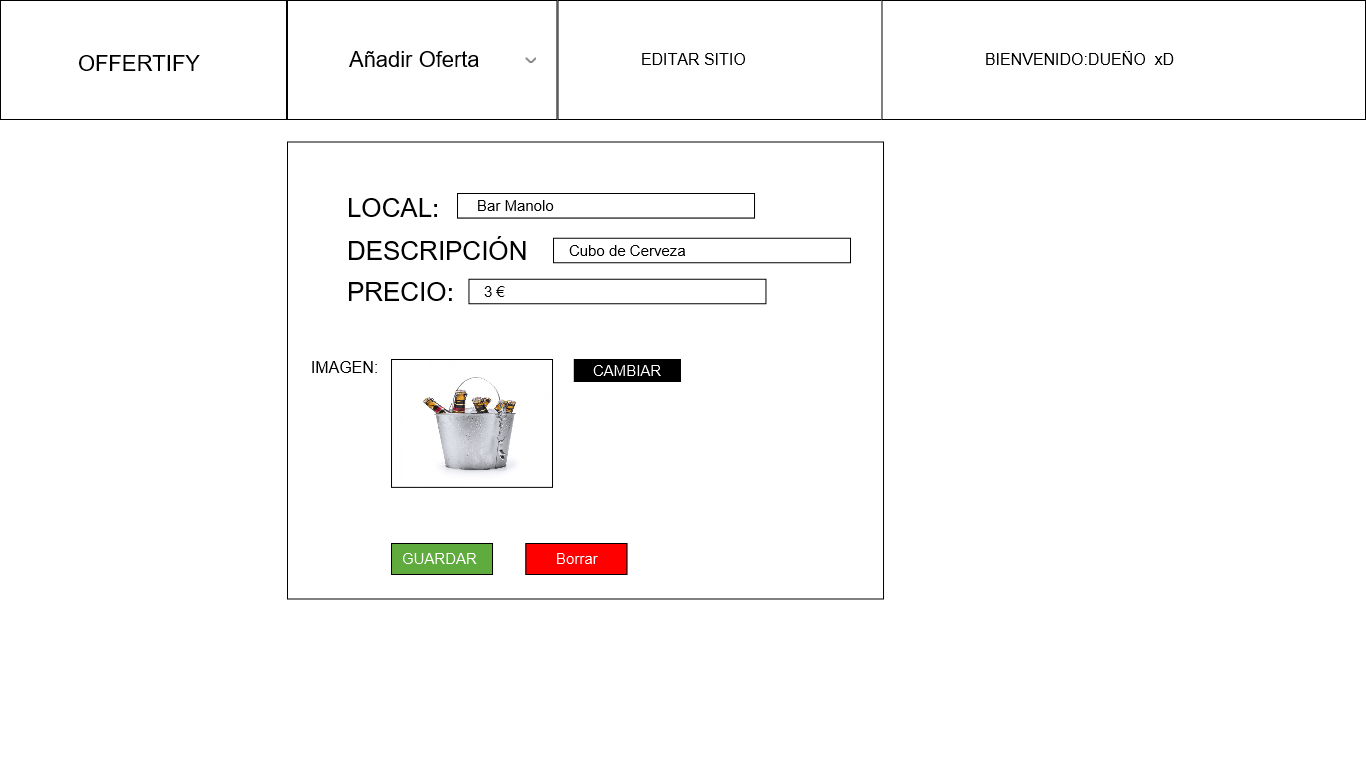 OFFERTIFY
Añadir Oferta
EDITAR SITIO
BIENVENIDO:DUEÑO xD
LOCAL: Bar Manolo
DESCRIPCIÓN Cubo de Cerveza
PRECIO: 3 €
IMAGEN:
CAMBIAR
GUARDAR
Borrar